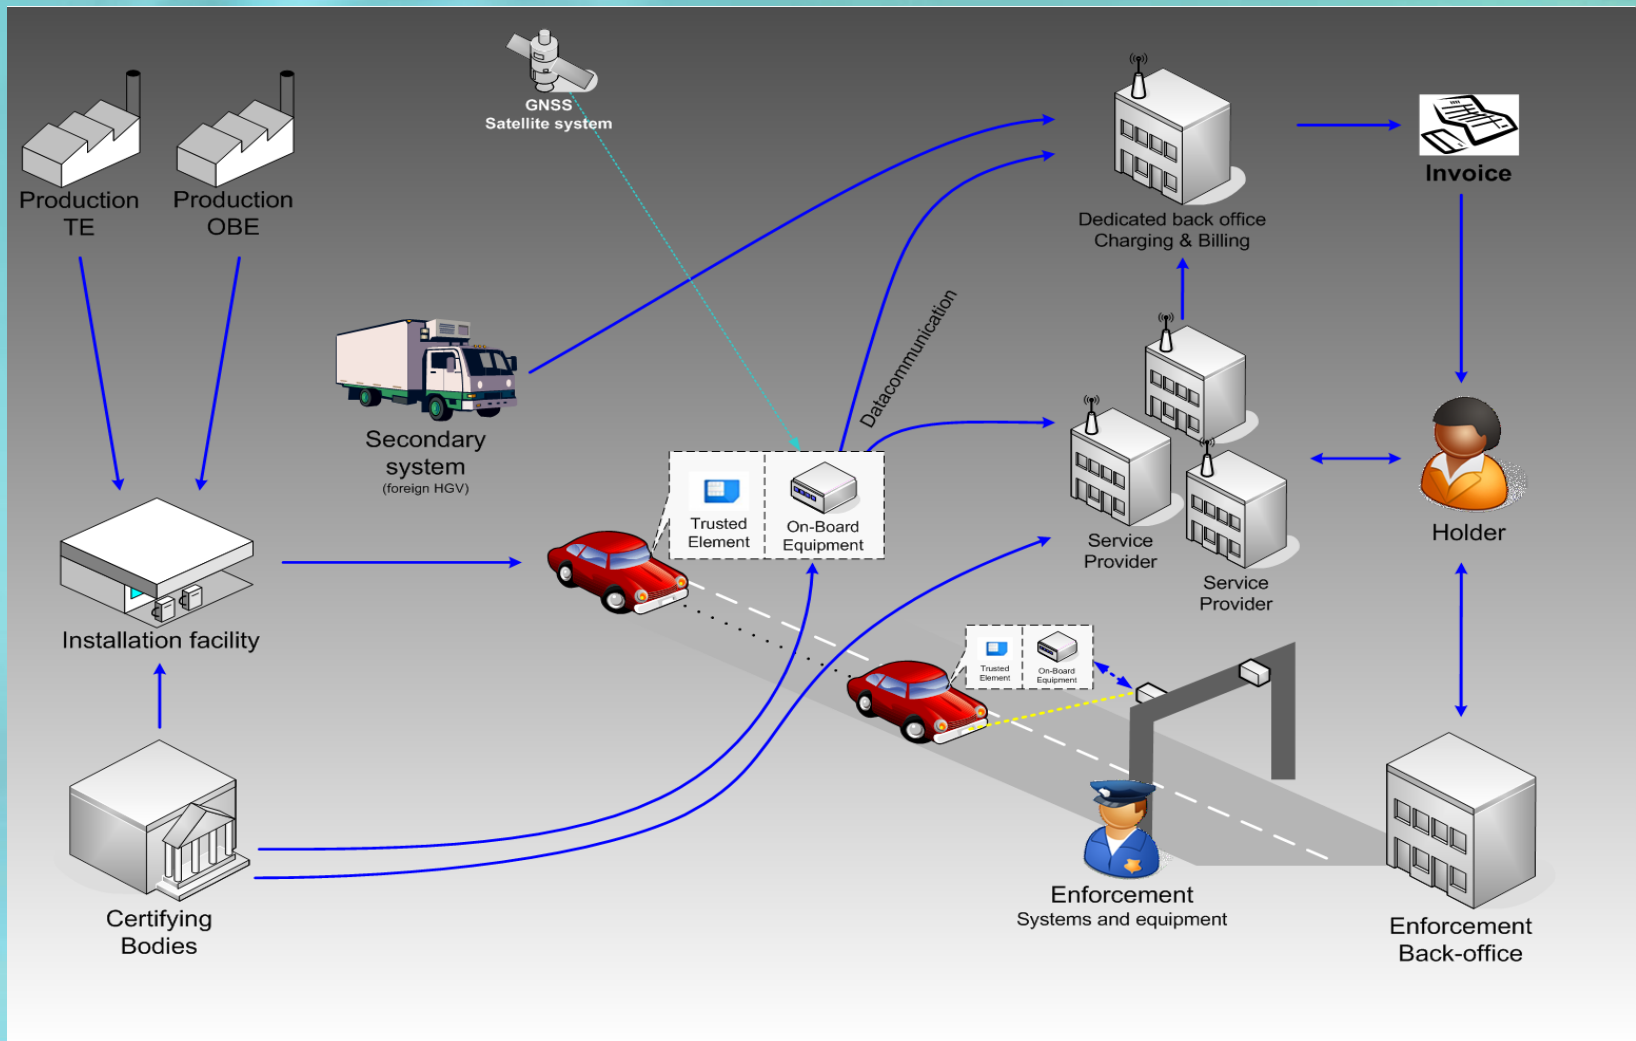 GNSS
Satellite system
Production
TE
Production
OBE
Invoice
Dedicated back office
Charging & Billing
Datacommunication
Secondary
system
(foreign HGV)
Trusted
Element
On-Board
Equipment
Service
Provider
Service
Provider
Holder
Installation facility
Trusted
Element
On-Board
Equipment
Certifying
Bodies
Enforcement
Systems and equipment
Enforcement
Back-office